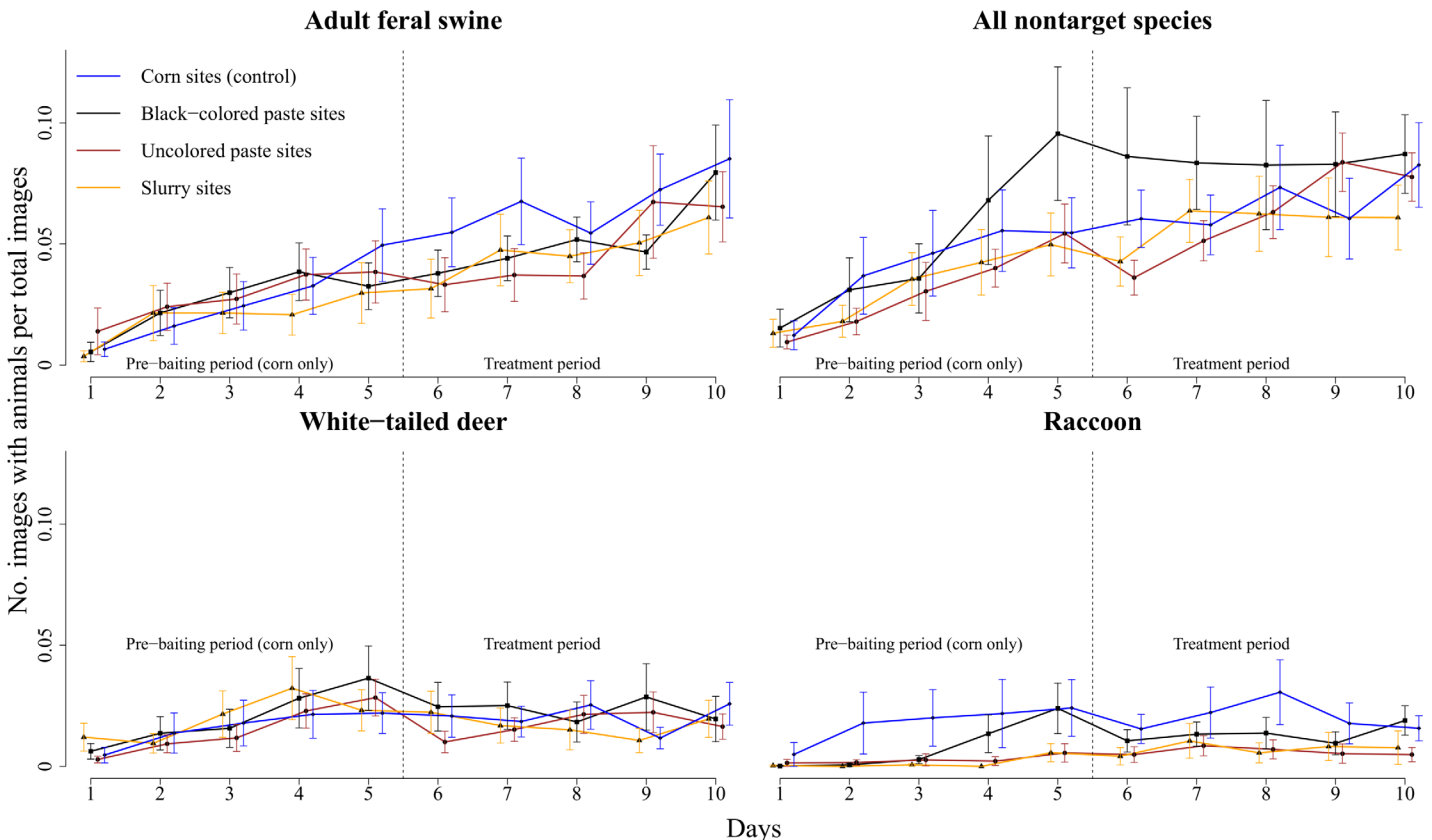 Adult feral swine
All nontarget species
No. images with animals per total images
Corn sites (control)
Black−colored paste sites
Uncolored paste sites
Slurry sites
0.10
0.05
0
Pre−baiting period (corn only)
Treatment period
1 2 3 4 5 6 7 8 9 10
Pre−baiting period (corn only)
Treatment period
1 2 3 4 5 6 7 8 9 10
White−tailed deer
Raccoon
0.10
0.05
0
Pre−baiting period (corn only)
Treatment period
1 2 3 4 5 6 7 8 9 10
Pre−baiting period (corn only)
Treatment period
1 2 3 4 5 6 7 8 9 10
Days